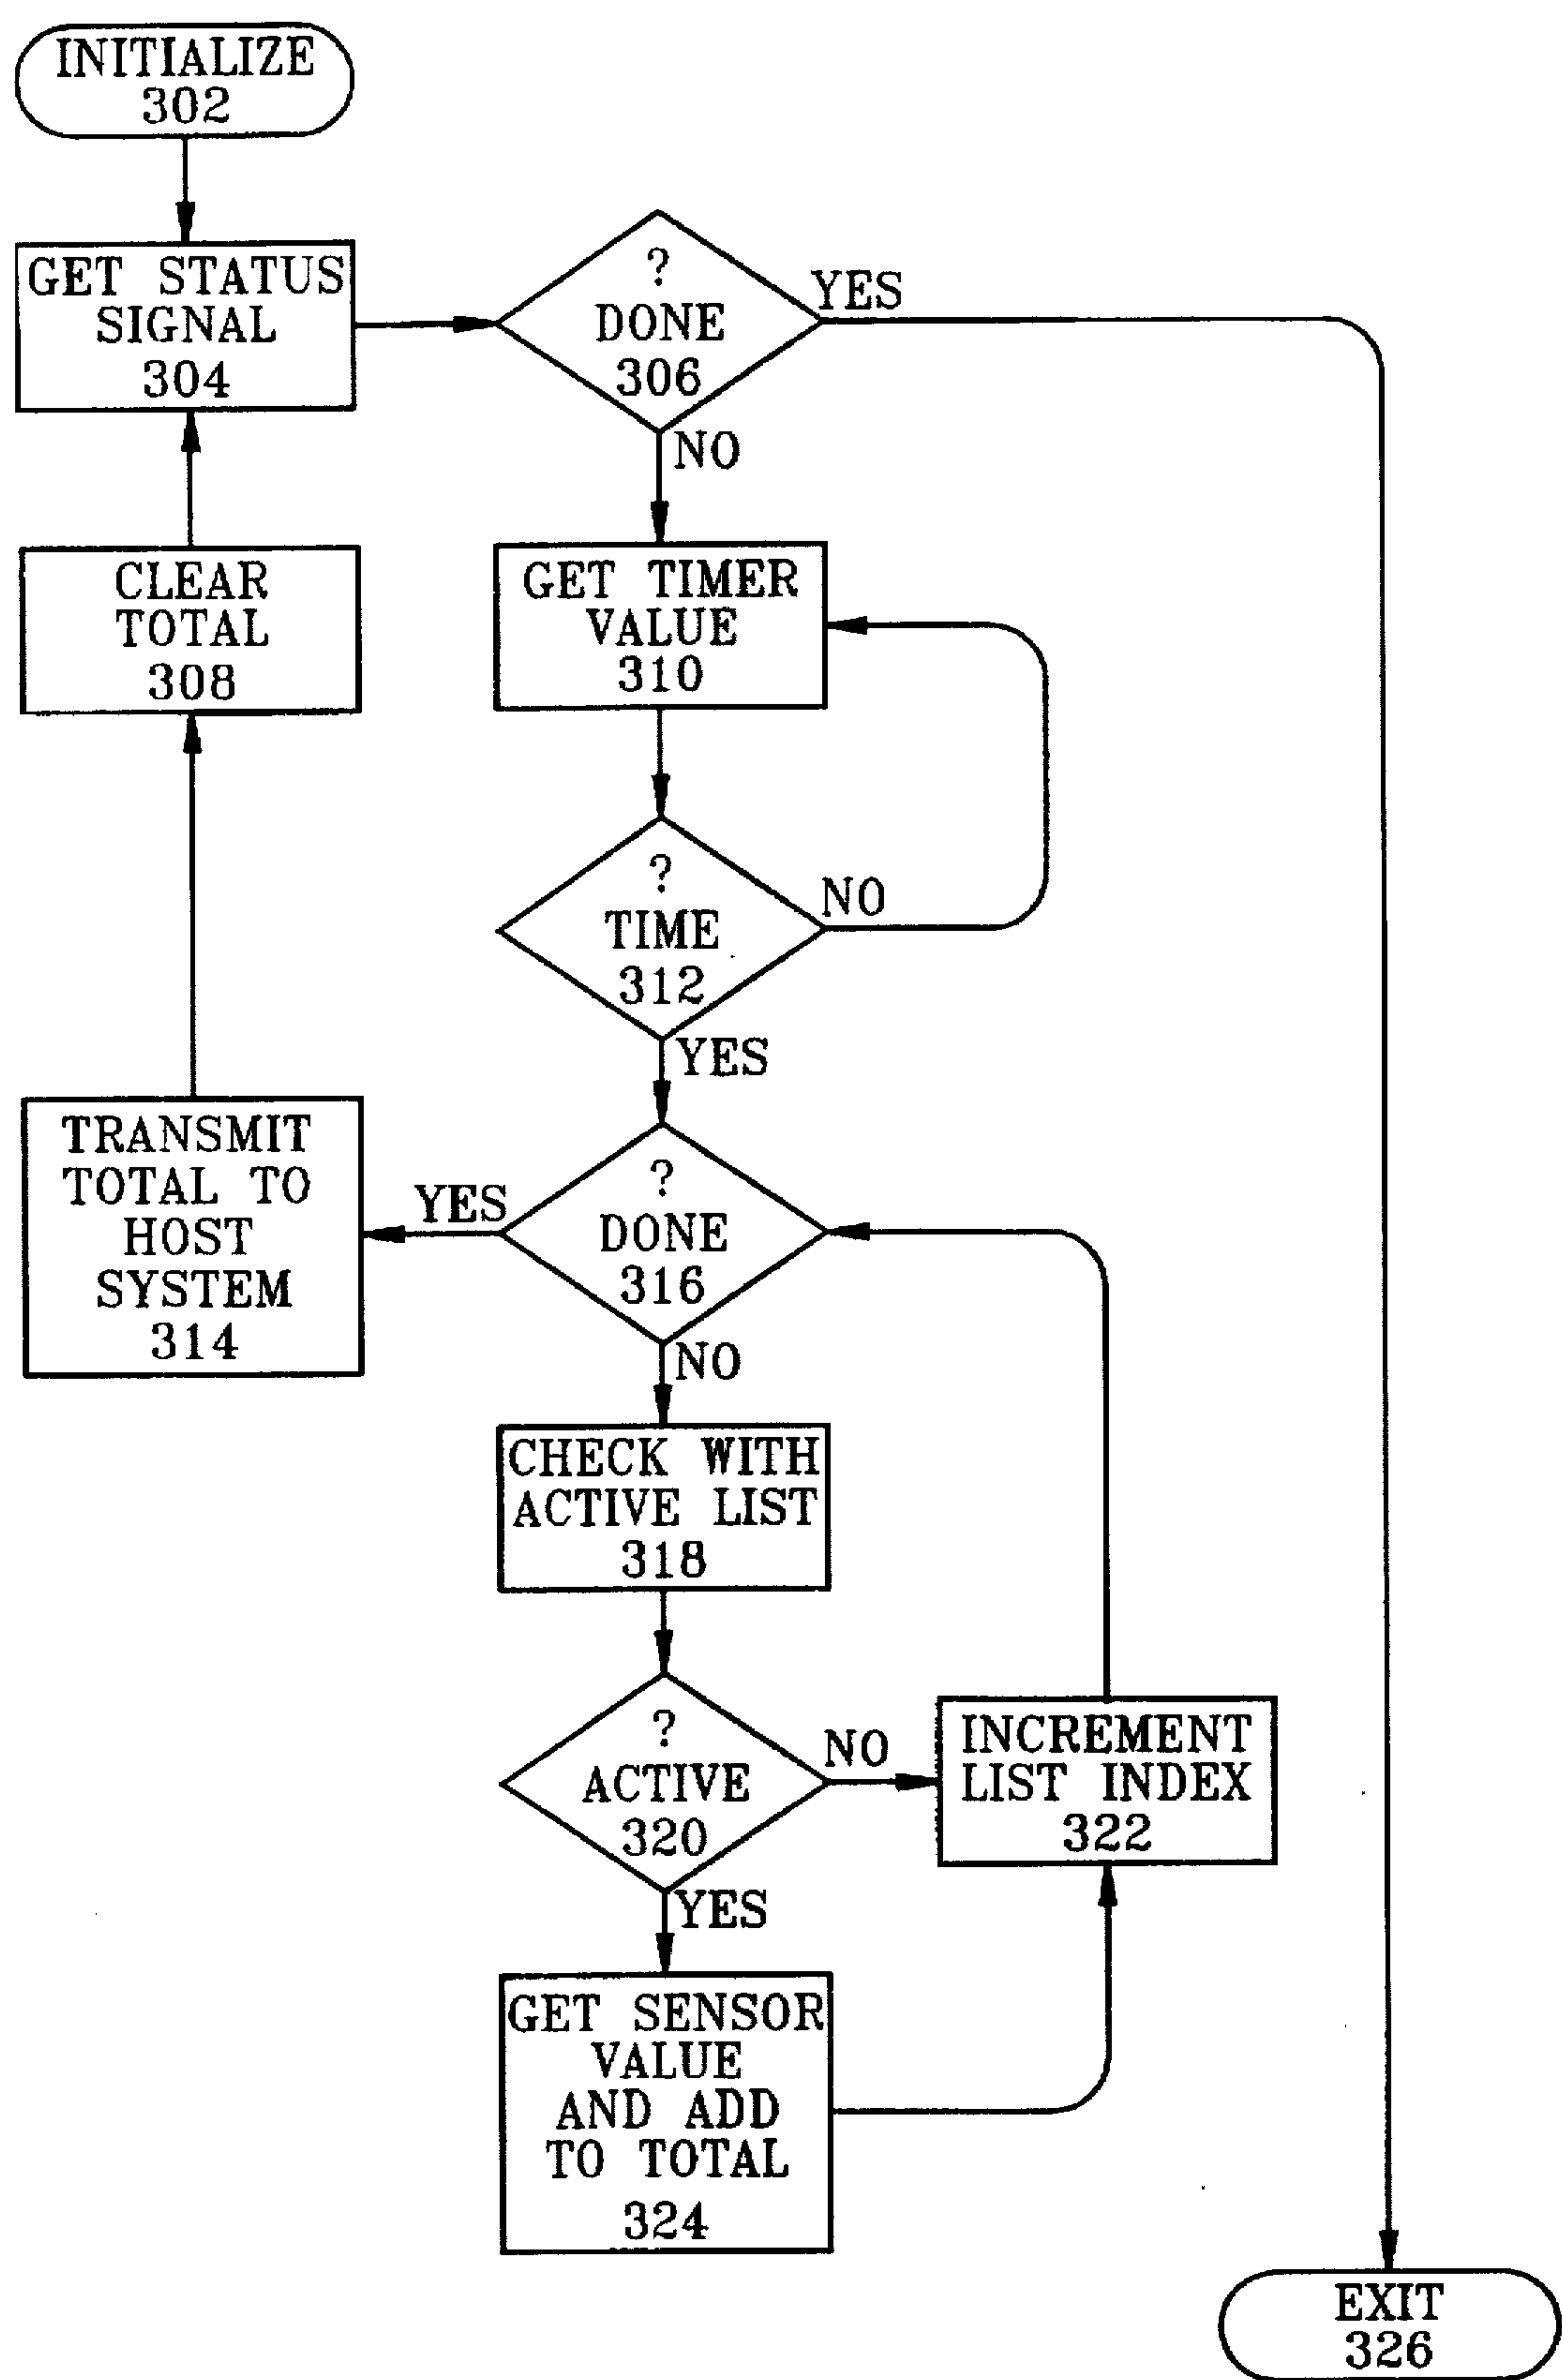 INITIALIZE
302
GET STATUS
SIGNAL
304
?
DONE
306
YES
NO
CLEAR
TOTAL
308
GET TIMER
VALUE
310
?
TIME
312
NO
YES
TRANSMIT
TOTAL TO
HOST
SYSTEM
314
YES
?
DONE
316
NO
CHECK WITH
ACTIVE LIST
318
?
ACTIVE
320
NO
INCREMENT
LIST INDEX
322
YES
GET SENSOR
VALUE
AND ADD
TO TOTAL
324
EXIT
326